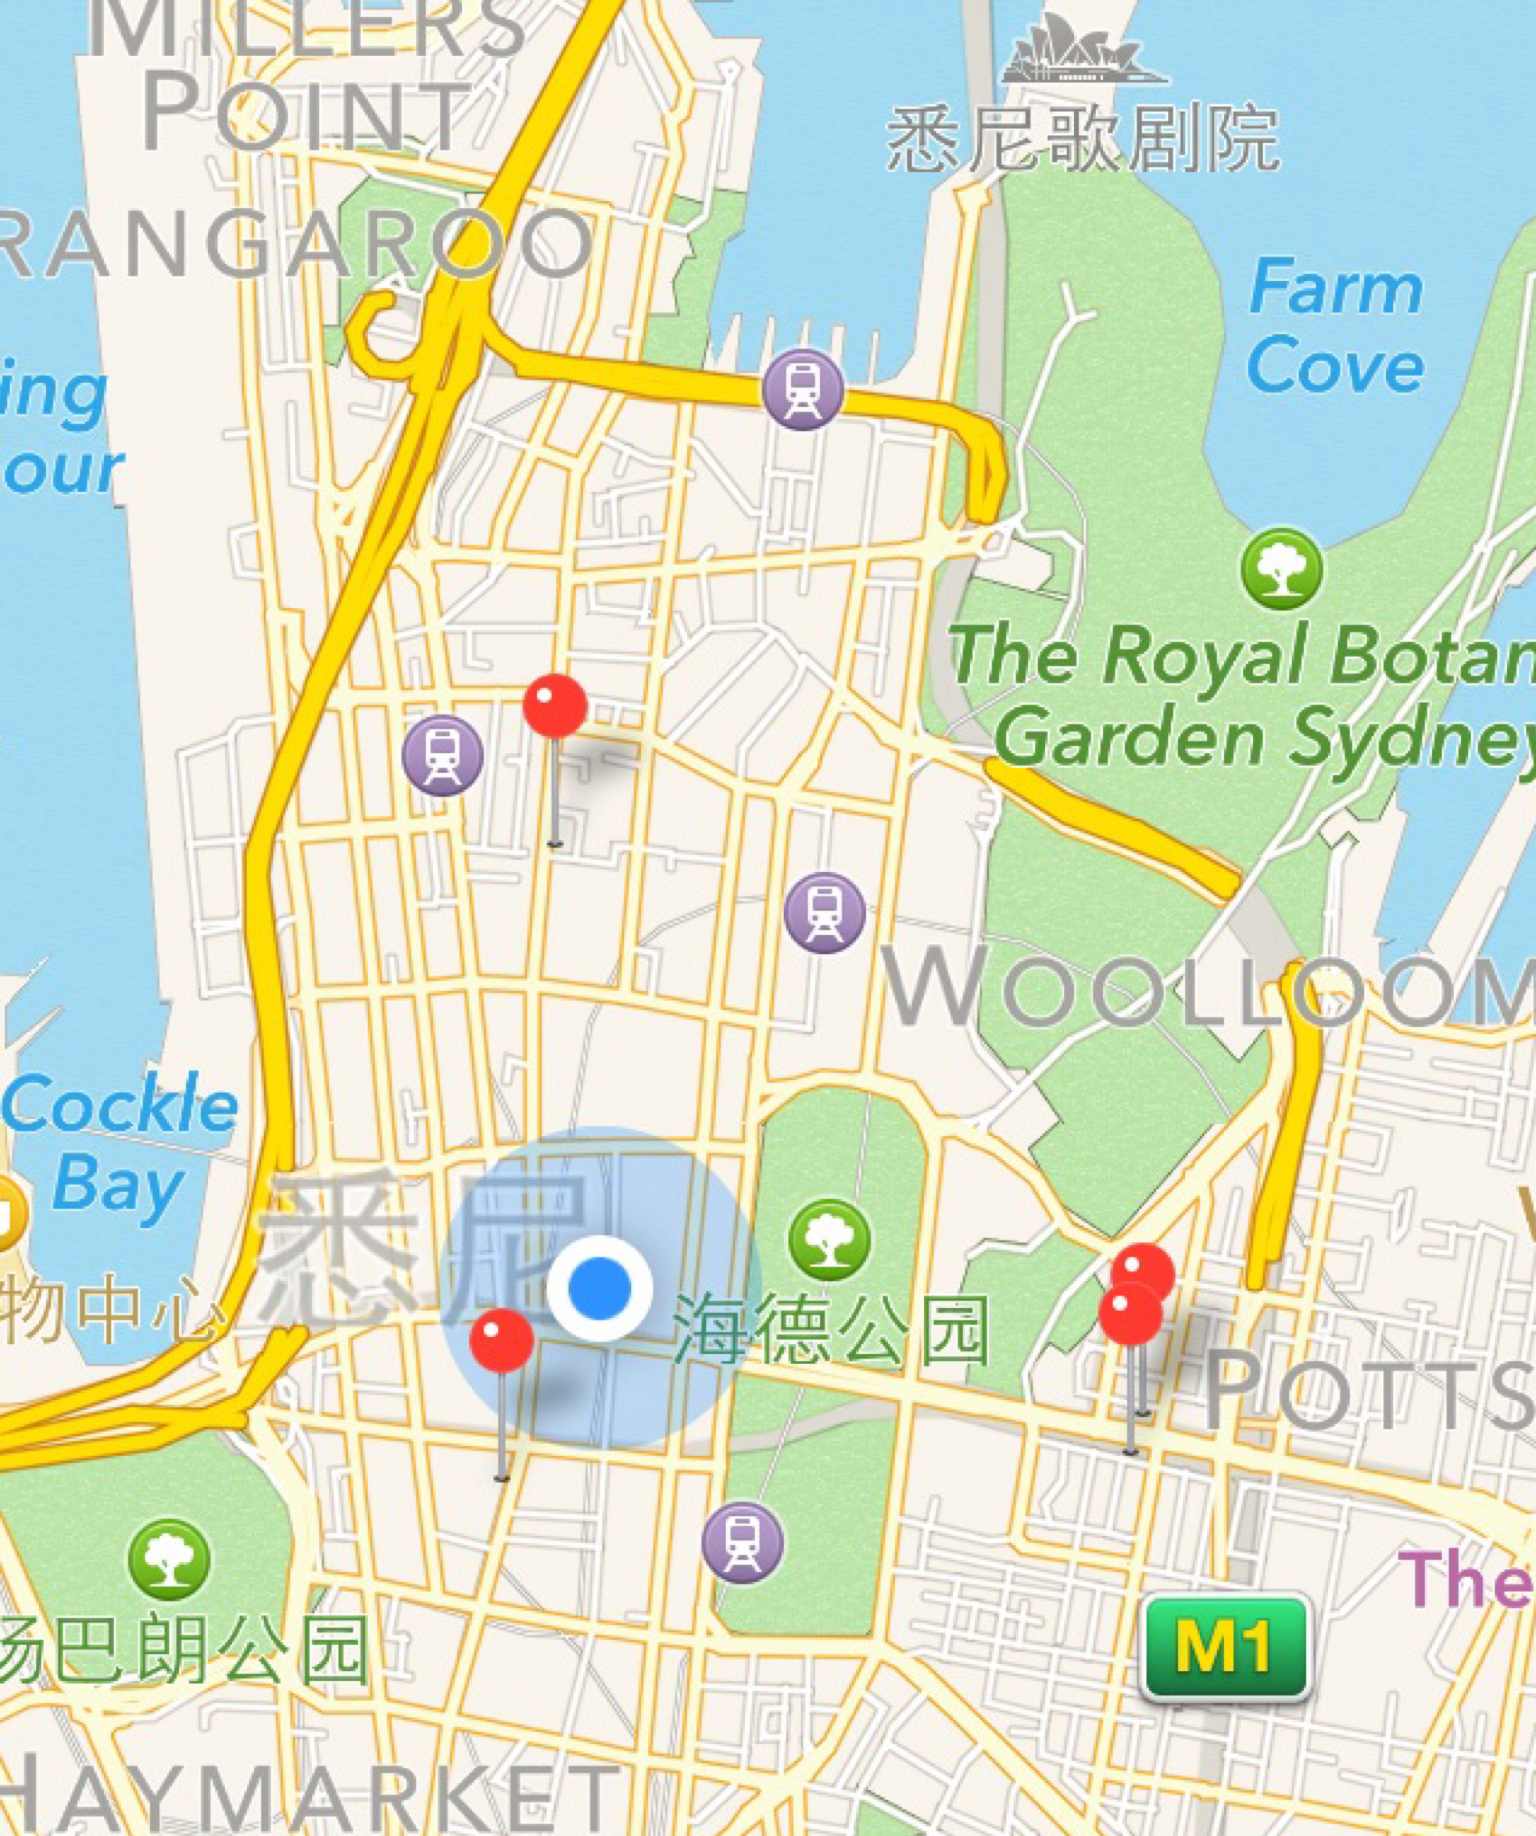 MILLERS
POINT
RANGAROO
悉尼歌剧院
Farm
Cove
ing
our
The Royal Botan
Garden Sydney
WOOLLOOM
Cockle
Bay
悉尼
物中心
海德公园
POTTS
The
M1
巴朗公园
HAYMARKET